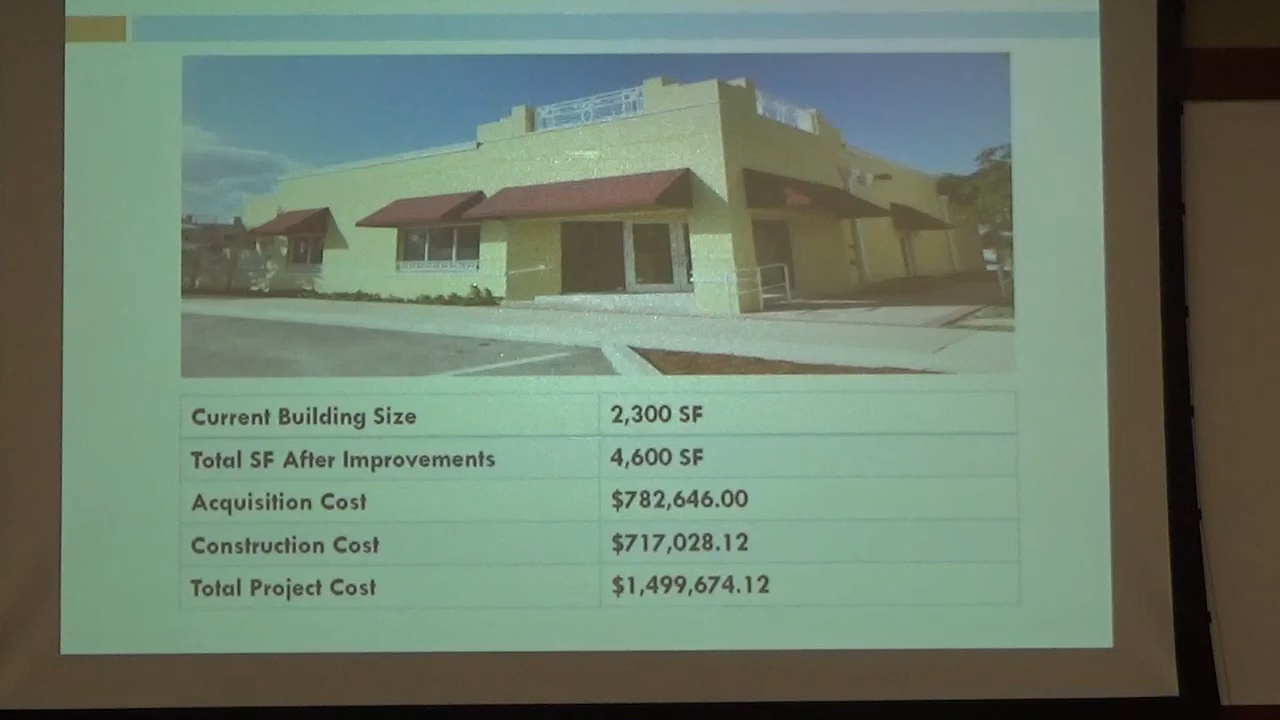 Current Building Size 2,300 SF
Total SF After Improvements 4,600 SF
Acquisition Cost $782,646.00
Construction Cost $717,028.12
Total Project Cost $1,499,674.12